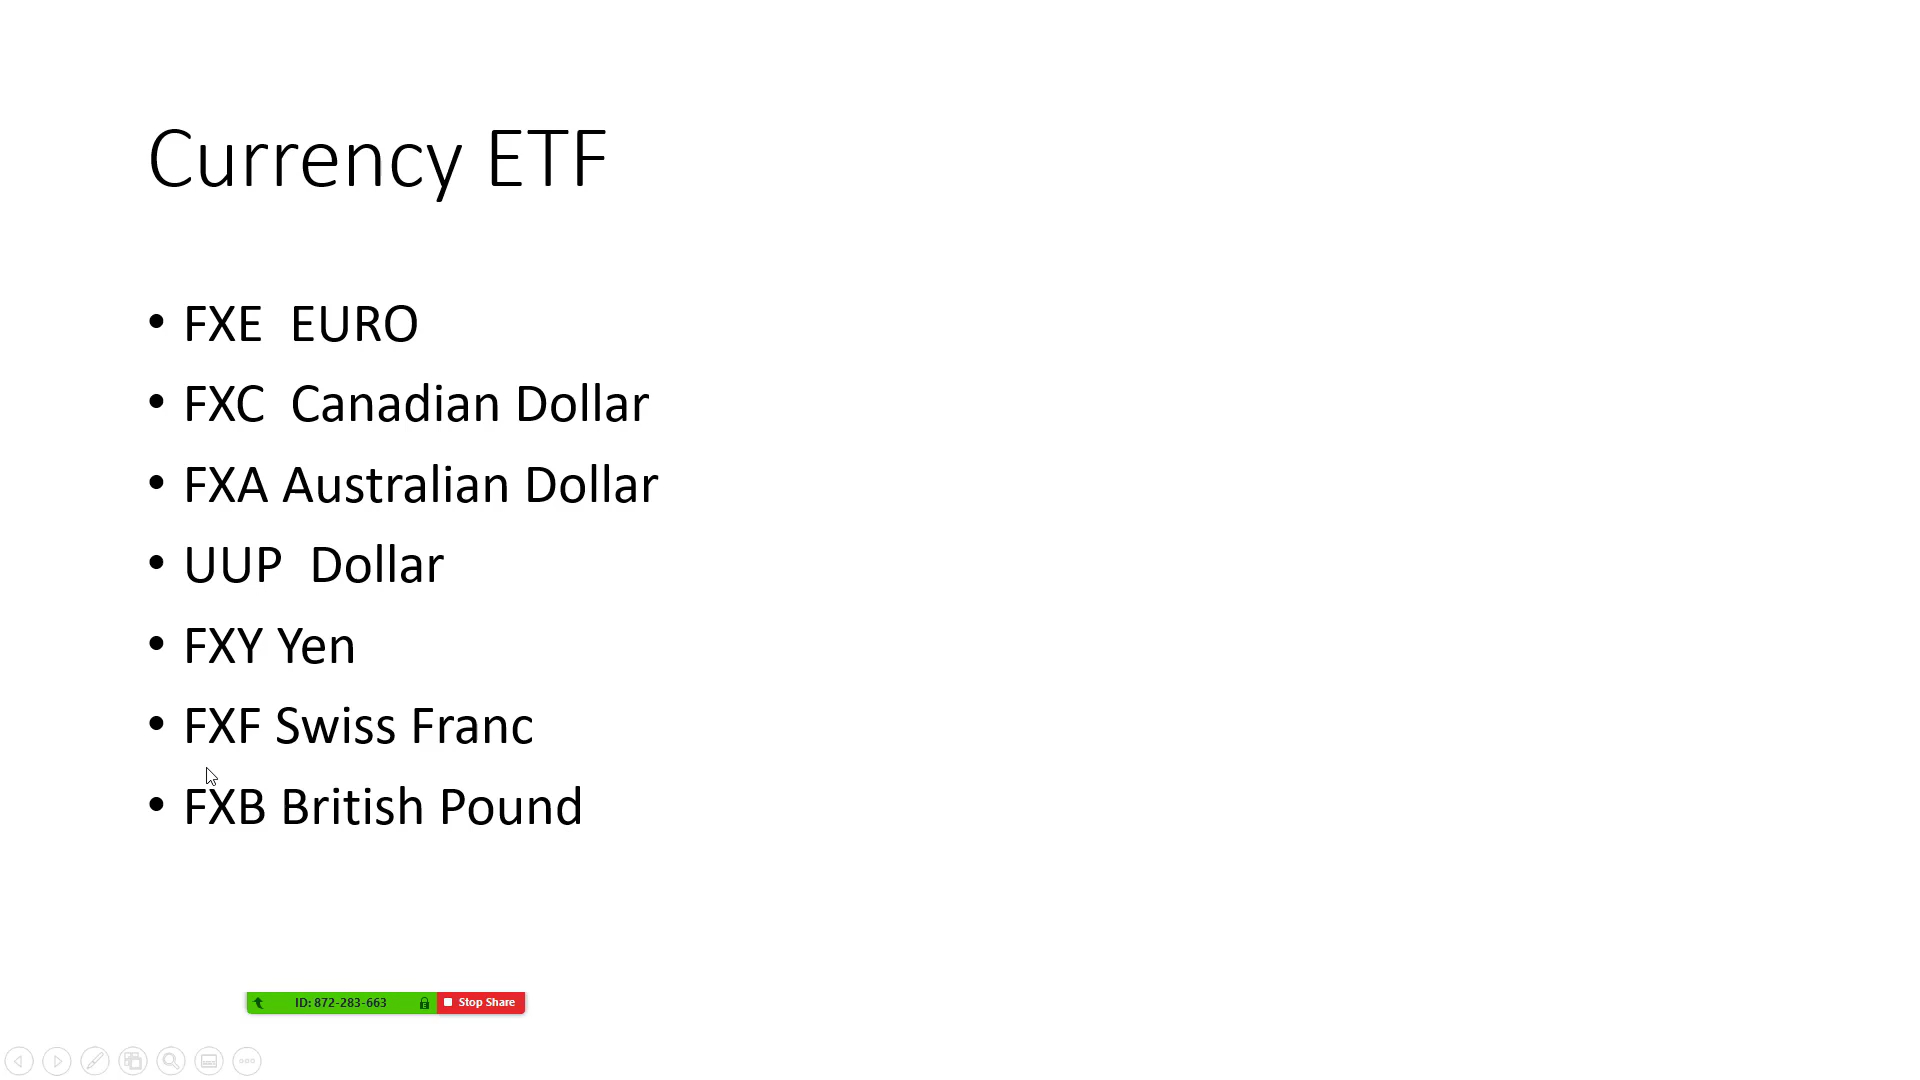 Currency ETF
• FXE  EURO
• FXC  Canadian Dollar
• FXA Australian Dollar
• UUP  Dollar
• FXY Yen
• FXF Swiss Franc
• FXB British Pound
ID: 872-283-663 Stop Share